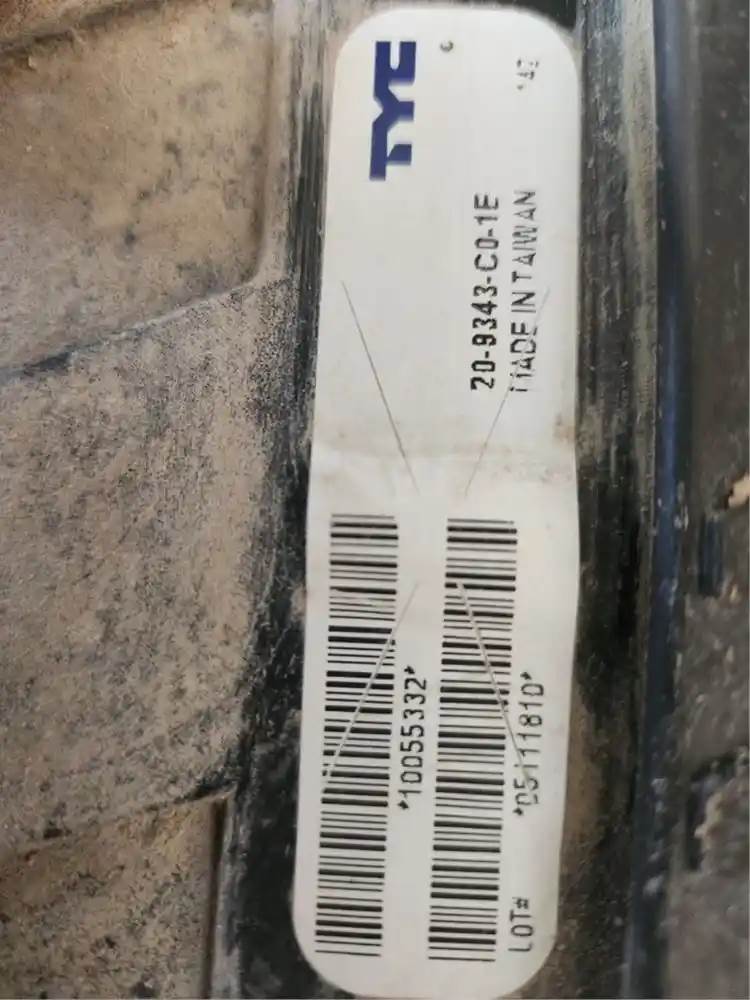 TYC
©
20-9343-C0-1E
MADE IN TAIWAN
*10055332*
*05111810*
LOT#